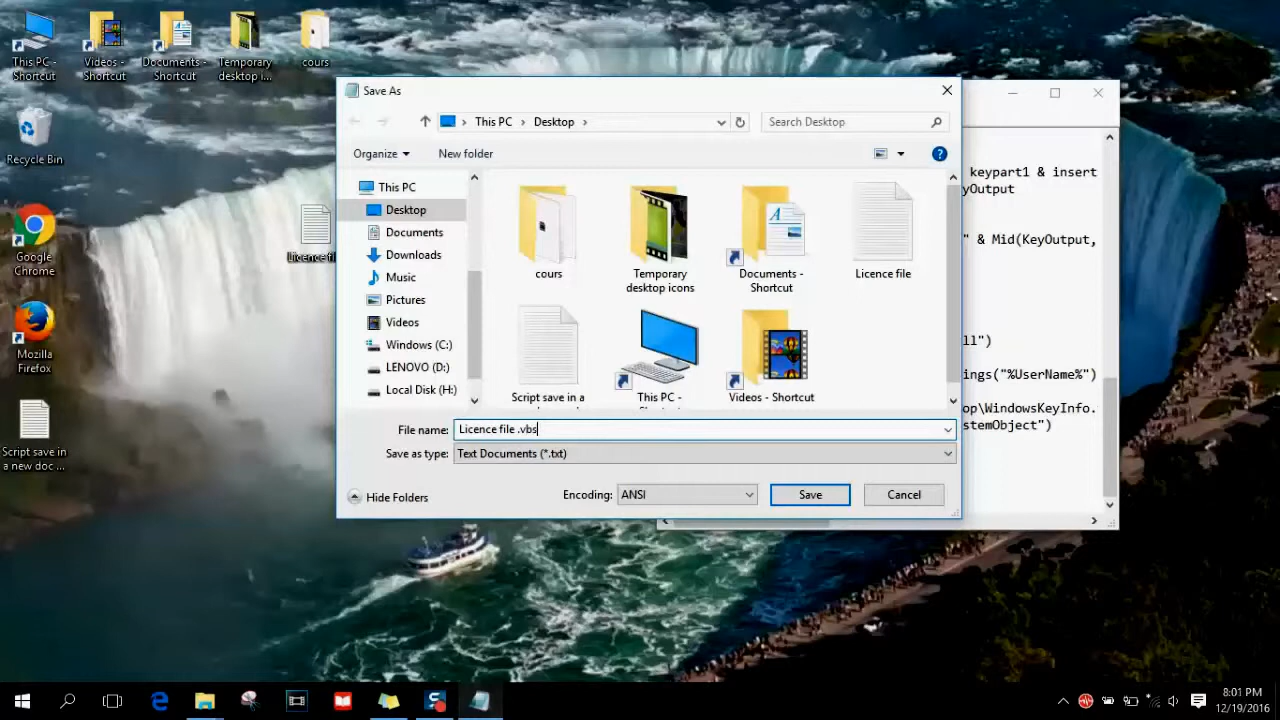 This PC -
Shortcut
Videos -
Shortcut
Documents -
Shortcut
Temporary
desktop i...
cours
Recycle Bin
Google
Chrome
Mozilla
Firefox
Script save in
a new doc ...
Licence fil
Save As
This PC
Desktop
Search Desktop
Organize
New folder
This PC
Desktop
Documents
Downloads
Music
Pictures
Videos
Windows (C:)
LENOVO (D:)
Local Disk (H:)
cours
Temporary
desktop icons
Documents -
Shortcut
Licence file
Script save in a
This PC -
Videos - Shortcut
File name: Licence file .vbs
Save as type: Text Documents (*.txt)
Hide Folders
Encoding: ANSI
Save
Cancel
keypart1 & insert
yOutput
" & Mid(KeyOutput,
ll")
ings("%UserName%")
op\WindowsKeyInfo.
stemObject")
8:01 PM
12/19/2016